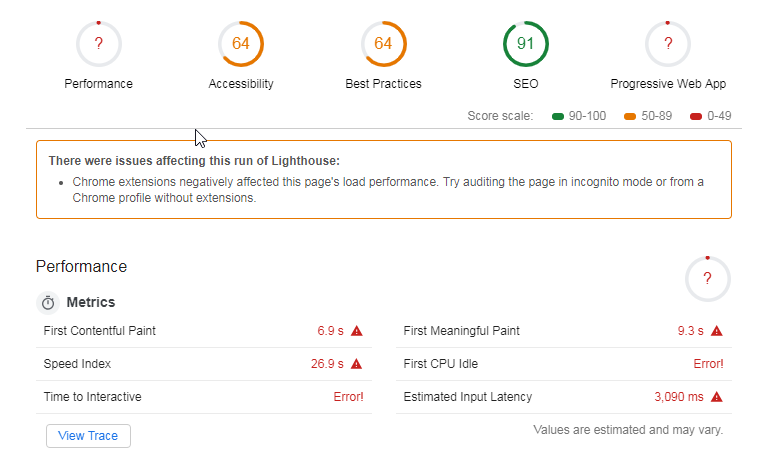 ? 64 64 91 ?
Performance Accessibility Best Practices SEO Progressive Web App
Score scale: 90-100 50-89 0-49
There were issues affecting this run of Lighthouse:
• Chrome extensions negatively affected this page's load performance. Try auditing the page in incognito mode or from a
Chrome profile without extensions.
Performance ?
Metrics
First Contentful Paint 6.9 s First Meaningful Paint 9.3 s
Speed Index 26.9 s First CPU Idle Error!
Time to Interactive Error! Estimated Input Latency 3,090 ms
View Trace Values are estimated and may vary.